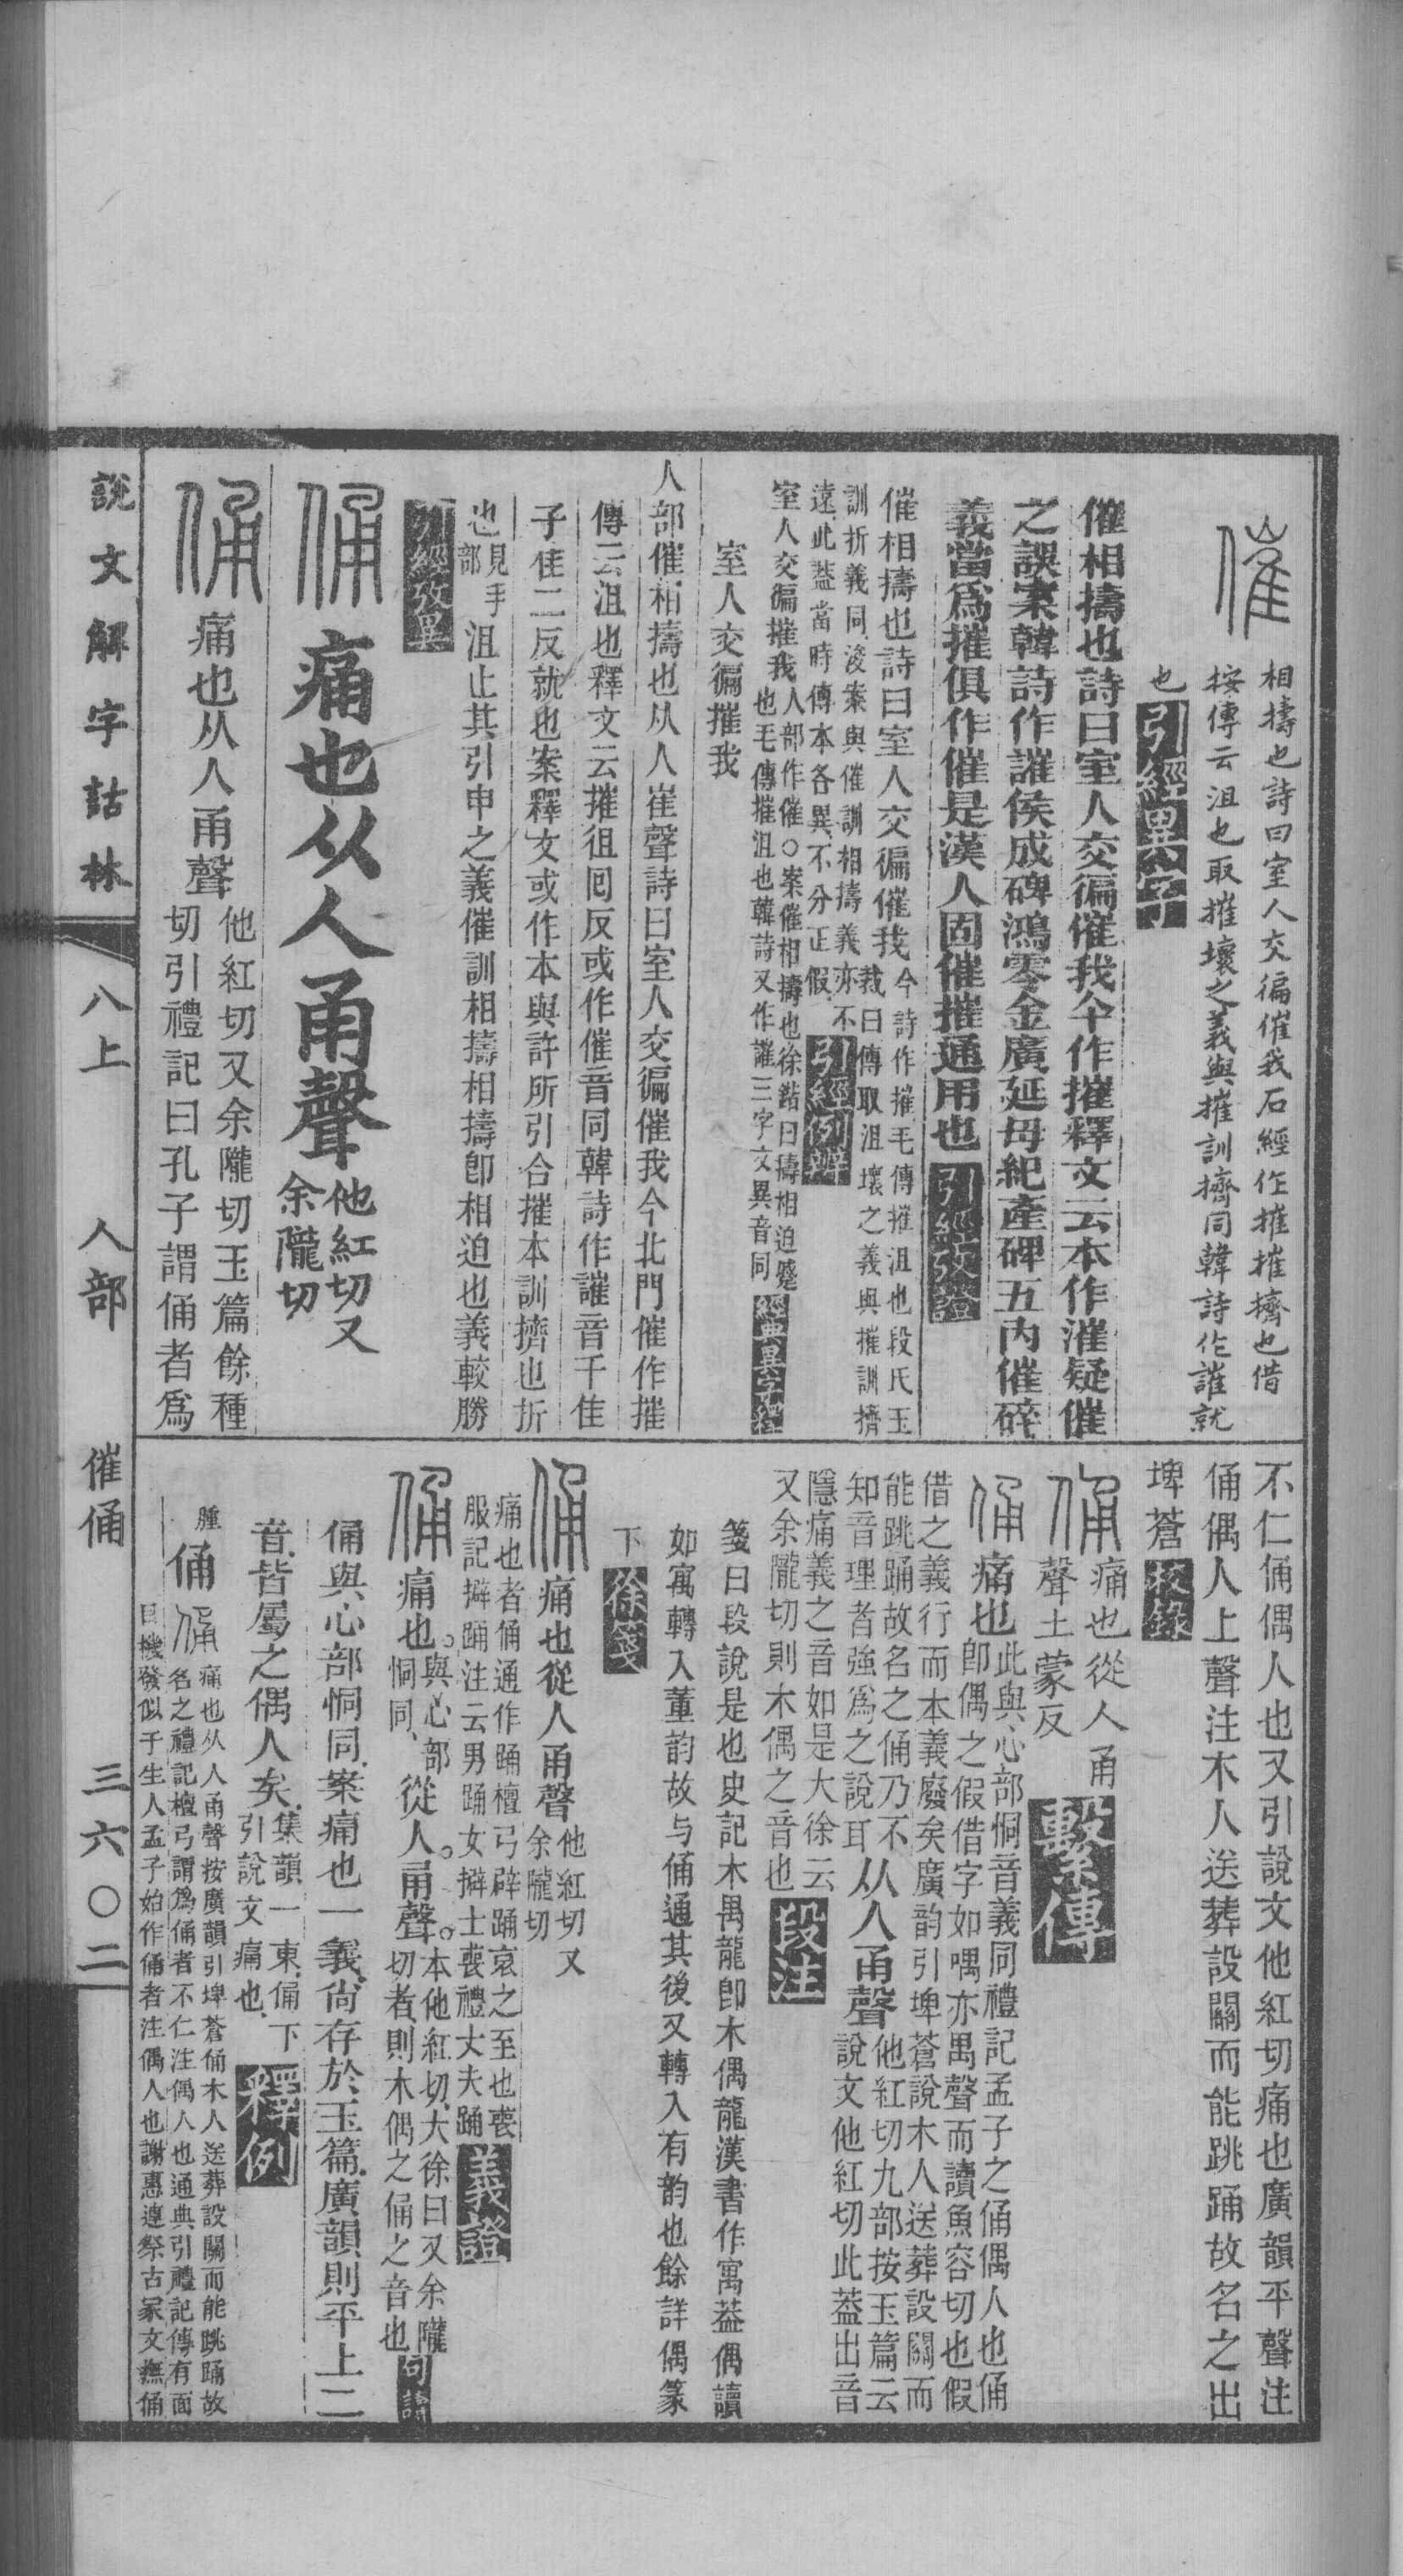 相擣也詩曰室人交徧催我石經作摧摧擠也借
按傳云沮也取摧壞之義與摧訓擠同韓詩作讙就
也 引經異字
催相擣也詩曰室人交徧催我今作摧釋文云本作漼疑催
之誤案韓詩作讙侯成碑鴻零金廣延母紀產碑五內催碎
義當爲摧俱作催是漢人固催摧通用也 引經攷證
催相擣也詩曰室人交徧催我
今詩作摧毛傳摧沮也段氏玉
裁曰傳取沮壞之義與摧訓擠
訓折義同浚案與催訓相擣義亦不
遠此葢當時傳本各異不分正假 引經例辨
室人交徧摧我
人部作催○案催相擣也徐鍇曰擣相迫蹙
也毛傳摧沮也韓詩又作讙三字文異音同 經典異字釋
室人交徧摧我
人部催相擣也从人崔聲詩曰室人交徧催我今北門催作摧
傳云沮也釋文云摧徂回反或作催音同韓詩作讙音千隹
子隹二反就也案釋文或作本與許所引合摧本訓擠也折
也見手部沮止其引申之義催訓相擣相擣卽相迫也義較勝
引經攷異
俑 痛也从人甬聲 他紅切又
余隴切
俑 痛也从人甬聲
他紅切又余隴切玉篇餘種
切引禮記曰孔子謂俑者爲
不仁俑偶人也又引說文他紅切痛也廣韻平聲注
俑偶人上聲注木人送葬設關而能跳踊故名之出
埤蒼 校錄
俑 痛也從人甬
聲土蒙反 繫傳
俑 痛也
此與心部恫音義同禮記孟子之俑偶人也俑
卽偶之假借字如喁亦禺聲而讀魚容切也假
借之義行而本義廢矣廣韵引埤蒼說木人送葬設關而
能跳踊故名之俑乃不
知音理者強爲之說耳 从人甬聲
他紅切九部按玉篇云
說文他紅切此葢出音
隱痛義之音如是大徐云
又余隴切則木偶之音也 段注
箋曰段說是也史記木禺龍卽木偶龍漢書作寓葢偶讀
如寓轉入董韵故与俑通其後又轉入有韵也餘詳偶篆
下 徐箋
俑 痛也從人甬聲
他紅切又
余隴切
痛也者俑通作踊檀弓辟踊哀之至也喪
服記擗踊注云男踊女擗士喪禮丈夫踊 義證
俑 痛也。與心部
恫同、從人。甬聲。
本他紅切、大徐曰又余隴
切者、則木偶之俑之音也 句讀
俑與心部恫同、案痛也一義、尙存於玉篇、廣韻則平上二
音、皆屬之偶人矣、集韻一東、俑下
引說文痛也、 釋例
腫 俑 俑
痛也从人甬聲按廣韻引埤蒼俑木人送葬設關而能跳踊故
名之禮記檀弓謂爲俑者不仁注偶人也通典引禮記傳有面
目機發似于生人孟子始作俑者注偶人也謝惠連祭古冢文撫俑
說文解字詁林 八上 人部 催俑 三六〇二